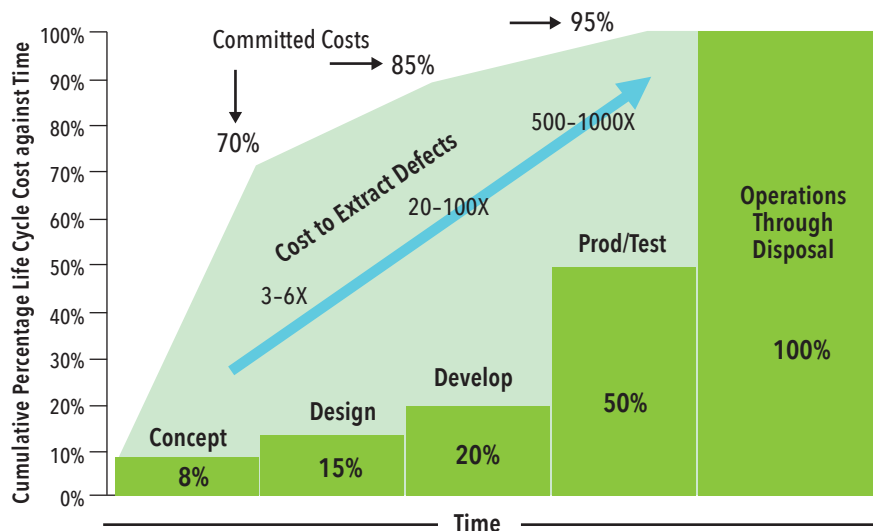 Cumulative Percentage Life Cycle Cost against Time
100%
90%
80%
70%
60%
50%
40%
30%
20%
10%
0%
Committed Costs
70%
85%
95%
Cost to Extract Defects
3–6X
20–100X
500–1000X
Concept
8%
Design
15%
Develop
20%
Prod/Test
50%
Operations
Through
Disposal
100%
Time